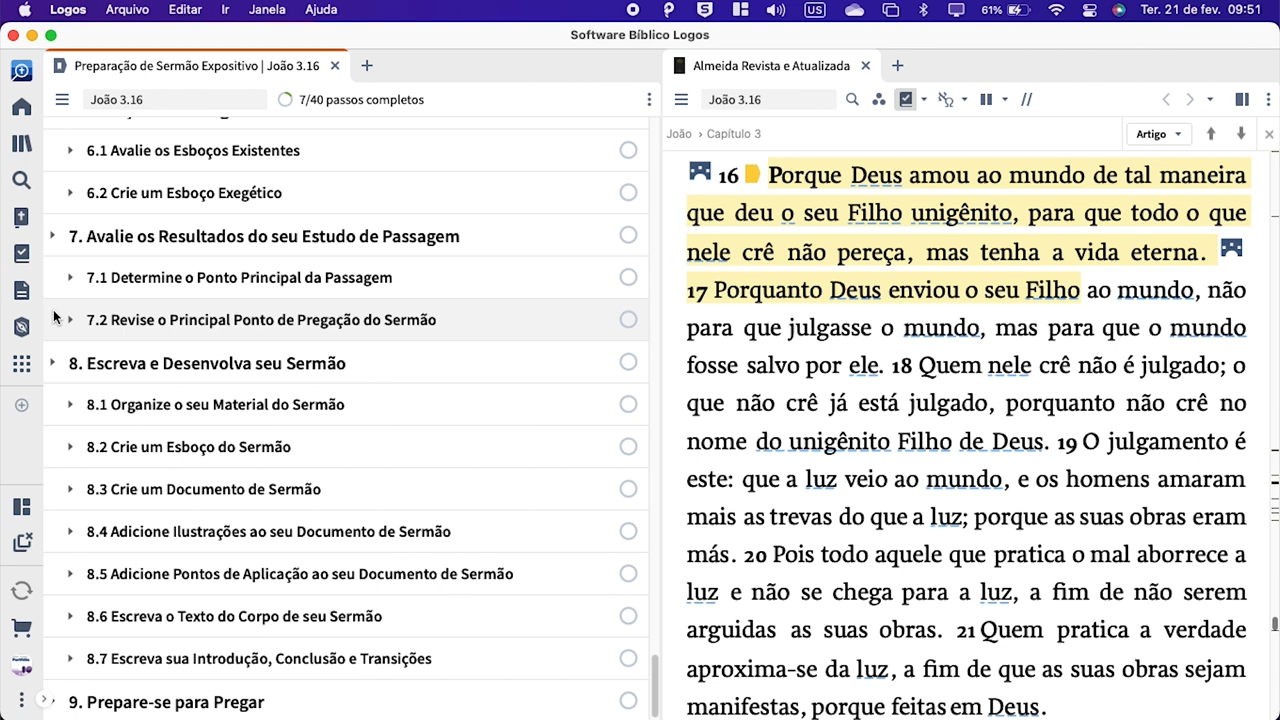 Logos Arquivo Editar Ir Janela Ajuda US 61% Ter. 21 de fev. 09:51
Software Bíblico Logos
Preparação de Sermão Expositivo | João 3.16
João 3.16 7/40 passos completos
6.1 Avalie os Esboços Existentes
6.2 Crie um Esboço Exegético
7. Avalie os Resultados do seu Estudo de Passagem
7.1 Determine o Ponto Principal da Passagem
7.2 Revise o Principal Ponto de Pregação do Sermão
8. Escreva e Desenvolva seu Sermão
8.1 Organize o seu Material do Sermão
8.2 Crie um Esboço do Sermão
8.3 Crie um Documento de Sermão
8.4 Adicione Ilustrações ao seu Documento de Sermão
8.5 Adicione Pontos de Aplicação ao seu Documento de Sermão
8.6 Escreva o Texto do Corpo de seu Sermão
8.7 Escreva sua Introdução, Conclusão e Transições
9. Prepare-se para Pregar
Almeida Revista e Atualizada
João 3.16
João › Capítulo 3
Artigo
16 Porque Deus amou ao mundo de tal maneira
que deu o seu Filho unigênito, para que todo o que
nele crê não pereça, mas tenha a vida eterna.
17 Porquanto Deus enviou o seu Filho ao mundo, não
para que julgasse o mundo, mas para que o mundo
fosse salvo por ele. 18 Quem nele crê não é julgado; o
que não crê já está julgado, porquanto não crê no
nome do unigênito Filho de Deus. 19 O julgamento é
este: que a luz veio ao mundo, e os homens amaram
mais as trevas do que a luz; porque as suas obras eram
más. 20 Pois todo aquele que pratica o mal aborrece a
luz e não se chega para a luz, a fim de não serem
arguidas as suas obras. 21 Quem pratica a verdade
aproxima-se da luz, a fim de que as suas obras sejam
manifestas, porque feitas em Deus.